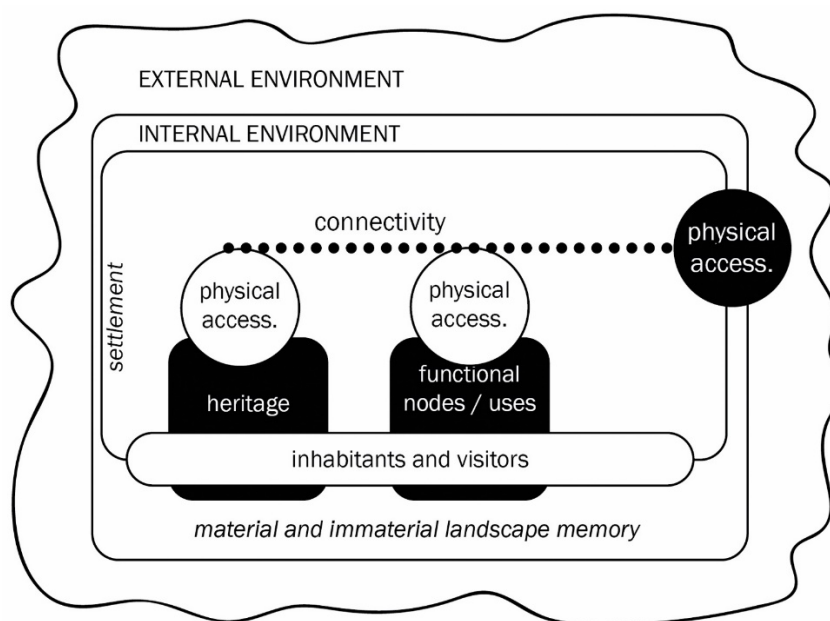 EXTERNAL ENVIRONMENT
INTERNAL ENVIRONMENT
connectivity
physical
access.
settlement
physical
access.
physical
access.
heritage
functional
nodes / uses
inhabitants and visitors
material and immaterial landscape memory